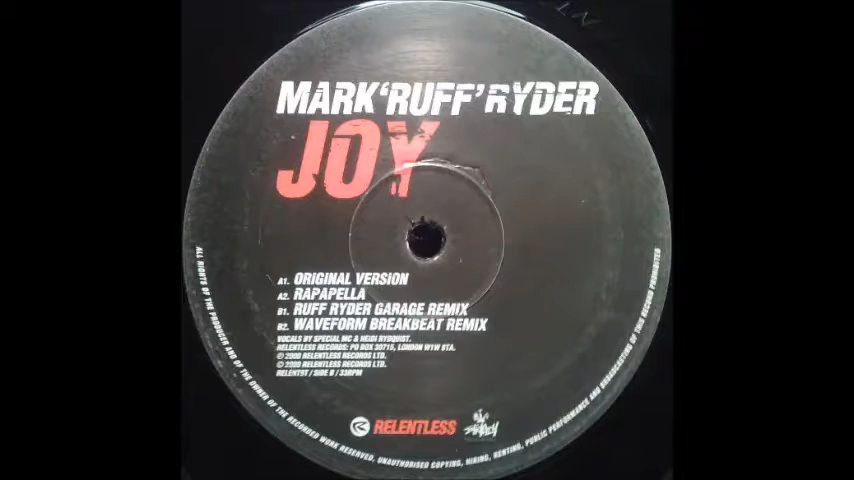 MARK 'RUFF' RYDER
JOY
A1. ORIGINAL VERSION
A2. RAPAPELLA
B1. RUFF RYDER GARAGE REMIX
B2. WAVEFORM BREAKBEAT REMIX
VOCALS BY SPECIAL MC & HEIDI RYDQUIST.
RELENTLESS RECORDS: PO BOX 30715, LONDON W1W 8TA.
Ⓟ 2000 RELENTLESS RECORDS LTD.
© 2000 RELENTLESS RECORDS LTD.
RELENT9T / SIDE B / 33RPM
RELENTLESS
ALL RIGHTS OF THE PRODUCER AND OF THE OWNER OF THE RECORDED WORK RESERVED, UNAUTHORISED COPYING, HIRING, RENTING, PUBLIC PERFORMANCE AND BROADCASTING OF THIS RECORD PROHIBITED